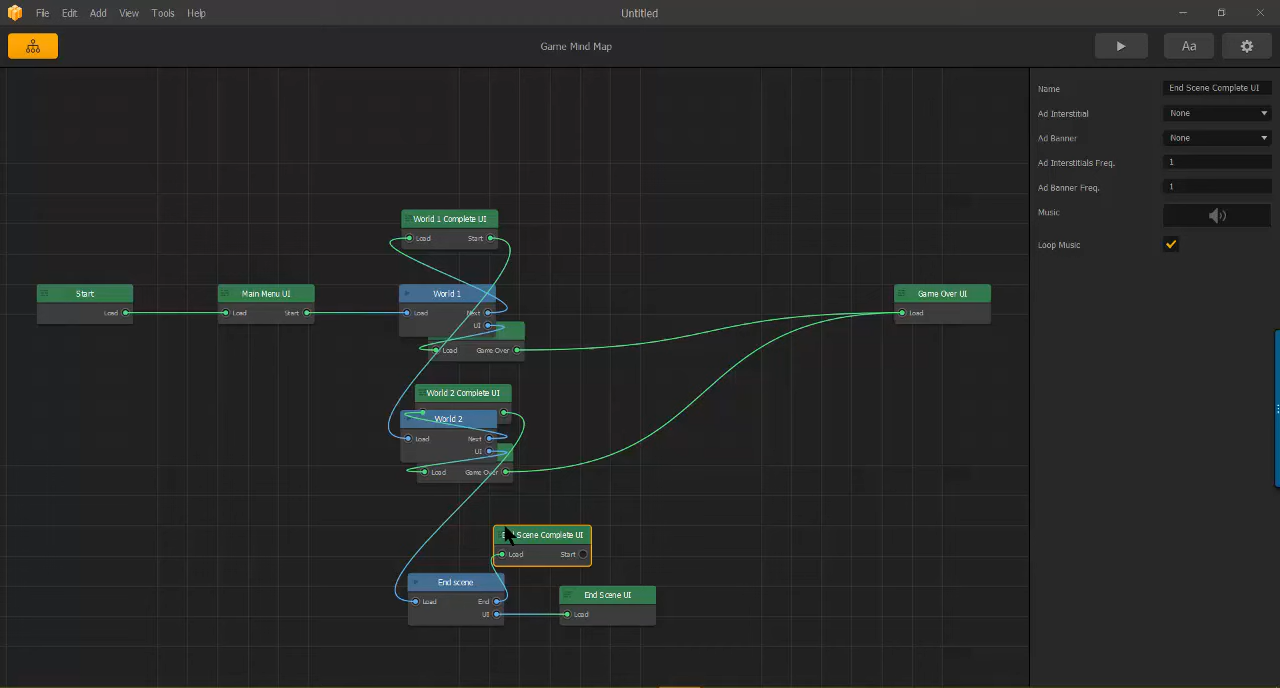 File Edit Add View Tools Help
Untitled
Game Mind Map
Aa
Name End Scene Complete UI
Ad Interstitial None
Ad Banner None
Ad Interstitials Freq. 1
Ad Banner Freq. 1
Music
Loop Music
World 1 Complete UI
Load Start
Start
Load
Main Menu UI
Load Start
World 1
Load Next
UI
Load Game Over
Game Over UI
Load
World 2 Complete UI
World 2
Load Next
UI
Load Game Over
End Scene Complete UI
Load Start
End scene
Load End
UI
End Scene UI
Load